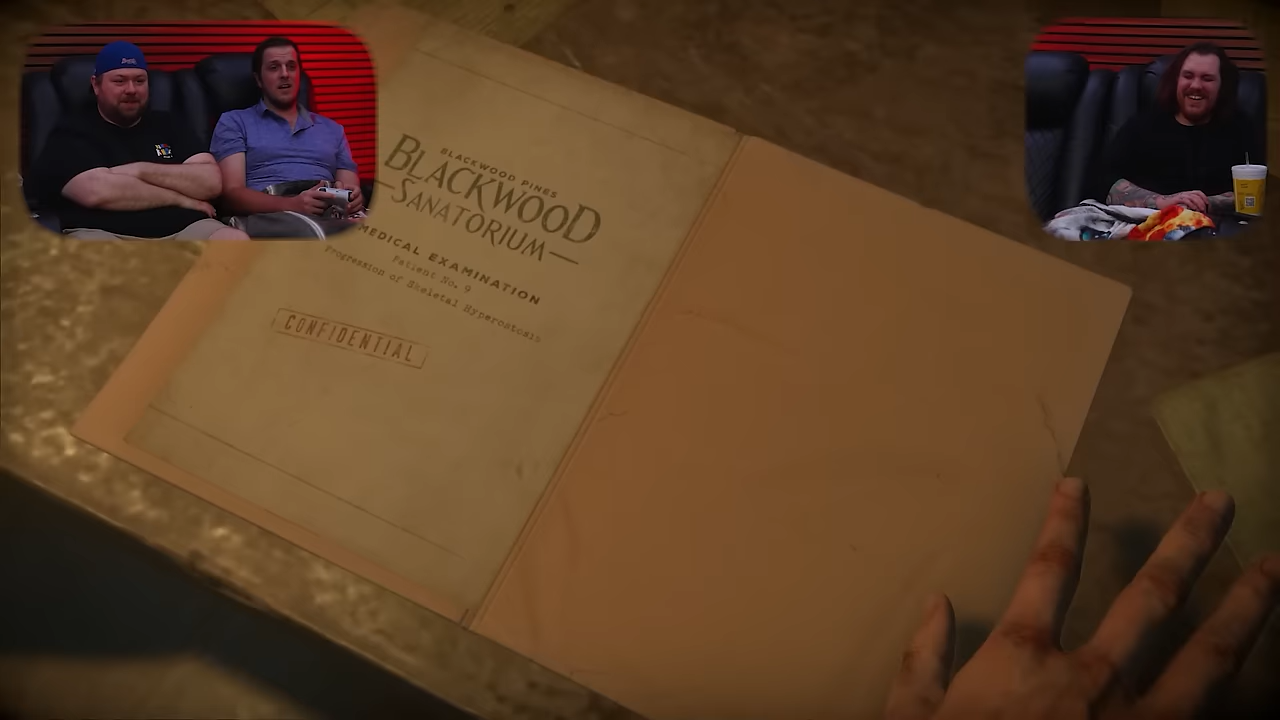 BLACKWOOD PINES
BLACKWOOD
SANATORIUM
MEDICAL EXAMINATION
Patient No. 9
Progression of Skeletal Hyperostosis
CONFIDENTIAL